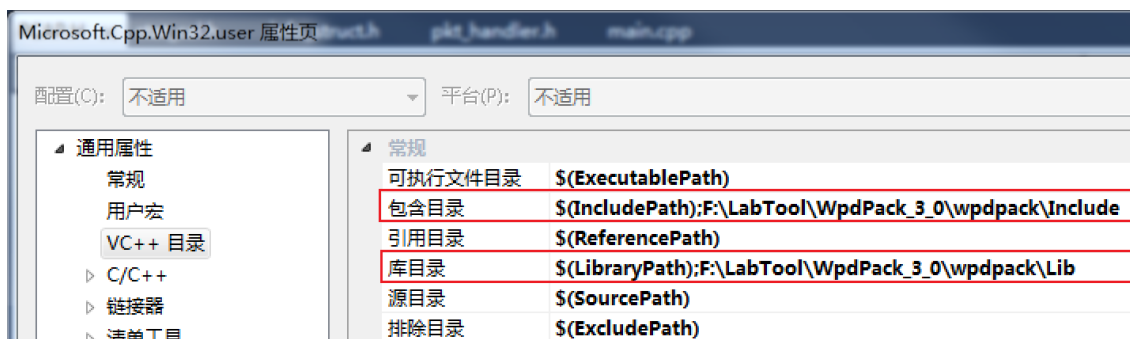 Microsoft.Cpp.Win32.user 属性页
pkt_handler.h
main.cpp
配置(C): 不适用
平台(P): 不适用
通用属性
常规
用户宏
VC++ 目录
C/C++
链接器
清单工具
常规
可执行文件目录 $(ExecutablePath)
包含目录 $(IncludePath);F:\LabTool\WpdPack_3_0\wpdpack\Include
引用目录 $(ReferencePath)
库目录 $(LibraryPath);F:\LabTool\WpdPack_3_0\wpdpack\Lib
源目录 $(SourcePath)
排除目录 $(ExcludePath)